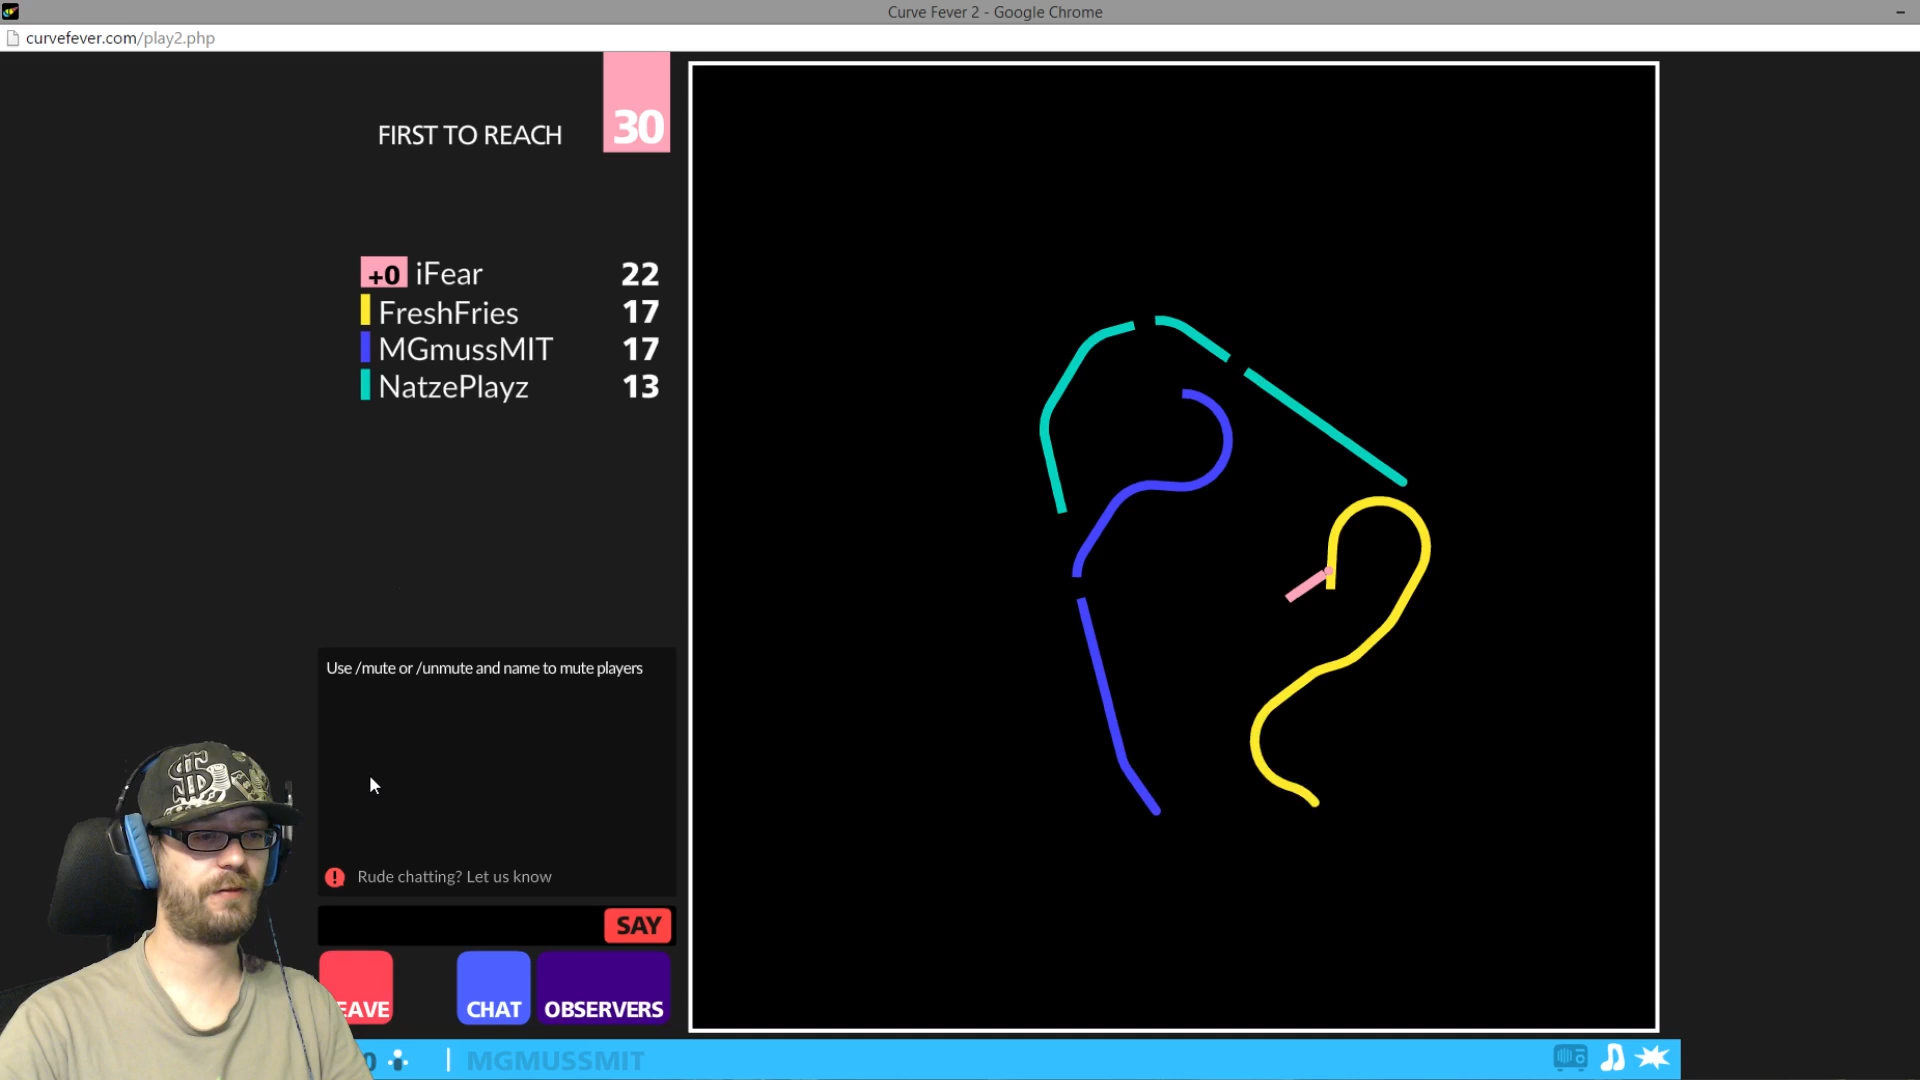 Curve Fever 2 - Google Chrome
curvefever.com/play2.php
FIRST TO REACH 30
+0 iFear 22
FreshFries 17
MGmussMIT 17
NatzePlayz 13
Use /mute or /unmute and name to mute players
Rude chatting? Let us know
SAY
EAVE CHAT OBSERVERS
0 | MGMUSSMIT